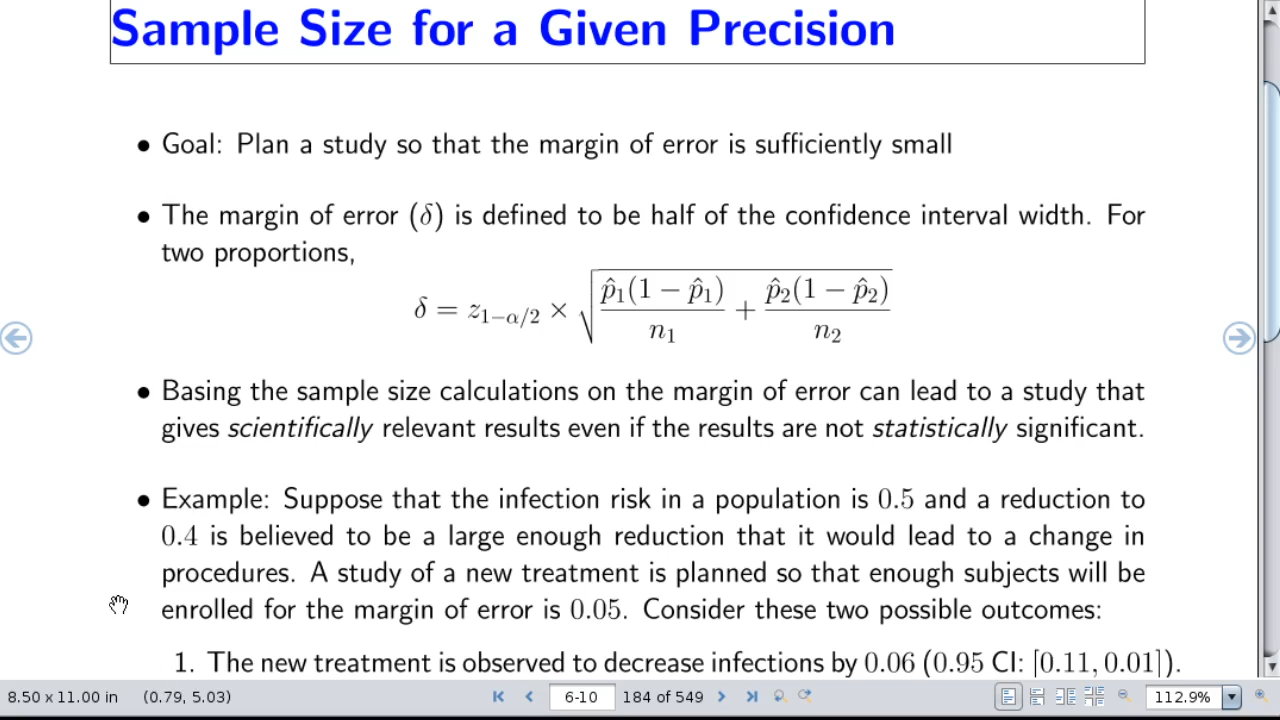 Sample Size for a Given Precision
• Goal: Plan a study so that the margin of error is sufficiently small
• The margin of error (δ) is defined to be half of the confidence interval width. For
two proportions,
δ = z₁₋α/₂ × √(p̂₁(1 − p̂₁)/n₁ + p̂₂(1 − p̂₂)/n₂)
• Basing the sample size calculations on the margin of error can lead to a study that
gives scientifically relevant results even if the results are not statistically significant.
• Example: Suppose that the infection risk in a population is 0.5 and a reduction to
0.4 is believed to be a large enough reduction that it would lead to a change in
procedures. A study of a new treatment is planned so that enough subjects will be
enrolled for the margin of error is 0.05. Consider these two possible outcomes:
1. The new treatment is observed to decrease infections by 0.06 (0.95 CI: [0.11, 0.01]).
8.50 x 11.00 in (0.79, 5.03) 6-10 184 of 549 112.9%